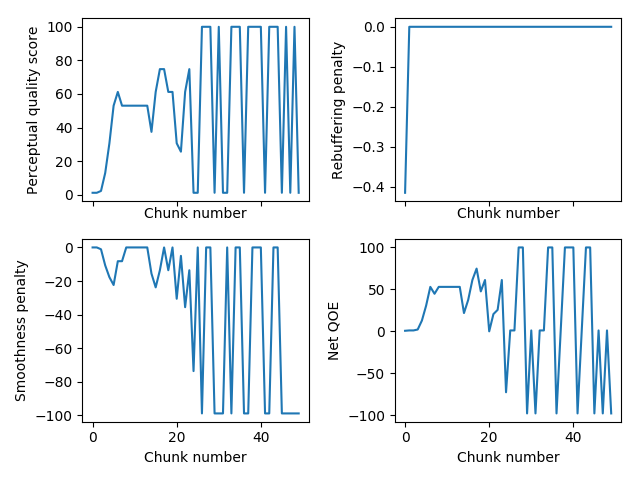 Perceptual quality score
100
80
60
40
20
0
Chunk number
Rebuffering penalty
0.0
−0.1
−0.2
−0.3
−0.4
Chunk number
Smoothness penalty
0
−20
−40
−60
−80
−100
0 20 40
Chunk number
Net QOE
100
50
0
−50
−100
0 20 40
Chunk number